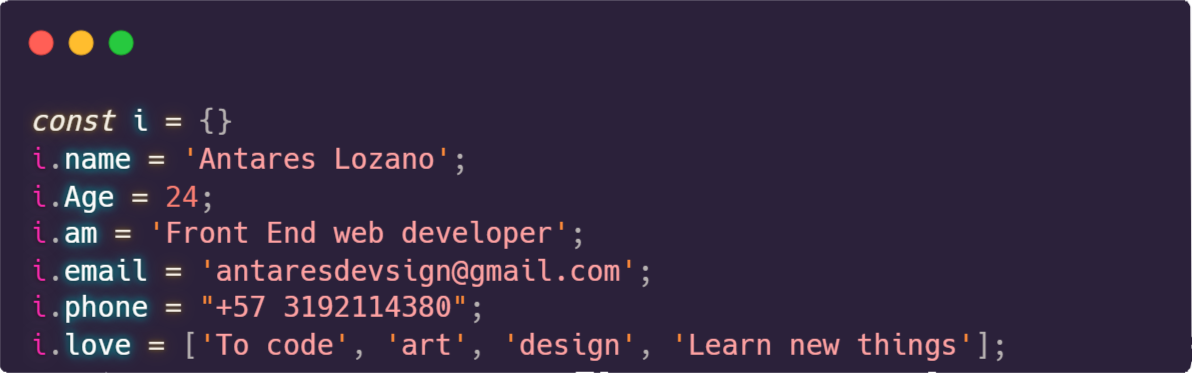 const i = {}
i.name = 'Antares Lozano';
i.Age = 24;
i.am = 'Front End web developer';
i.email = 'antaresdevsign@gmail.com';
i.phone = "+57 3192114380";
i.love = ['To code', 'art', 'design', 'Learn new things'];